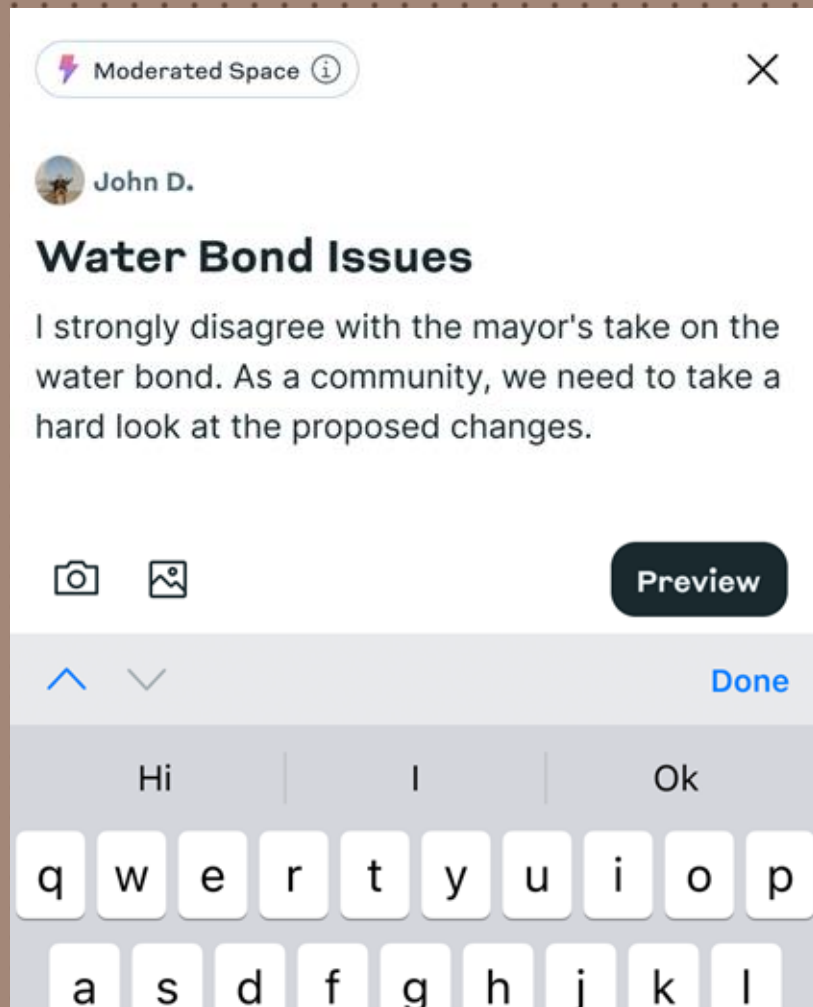 Moderated Space
John D.
Water Bond Issues
I strongly disagree with the mayor's take on the
water bond. As a community, we need to take a
hard look at the proposed changes.
Preview
Done
Hi I Ok
q w e r t y u i o p
a s d f g h j k l